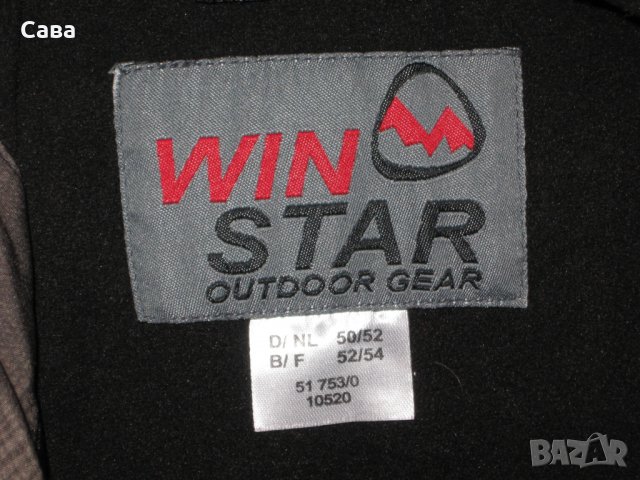 Сава
WIN
STAR
OUTDOOR GEAR
D/ NL 50/52
B/ F 52/54
51 753/0
10520
BAZAR